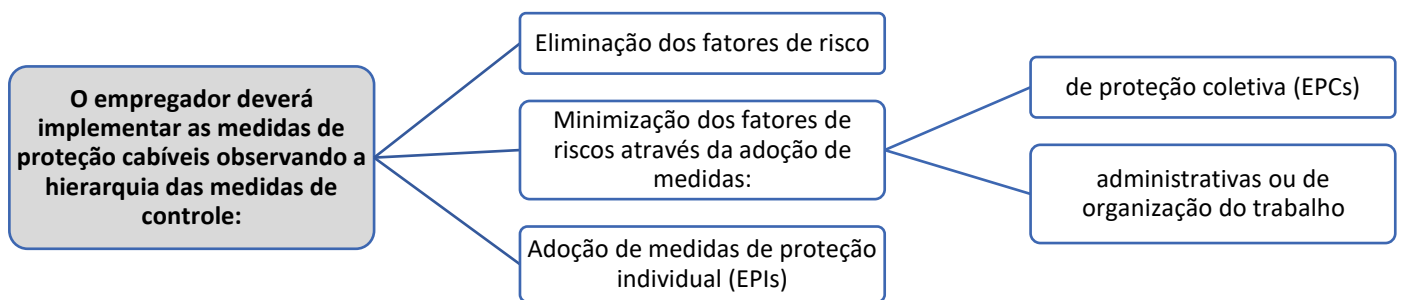 O empregador deverá
implementar as medidas de
proteção cabíveis observando a
hierarquia das medidas de
controle:
Eliminação dos fatores de risco
Minimização dos fatores de
riscos através da adoção de
medidas:
de proteção coletiva (EPCs)
administrativas ou de
organização do trabalho
Adoção de medidas de proteção
individual (EPIs)